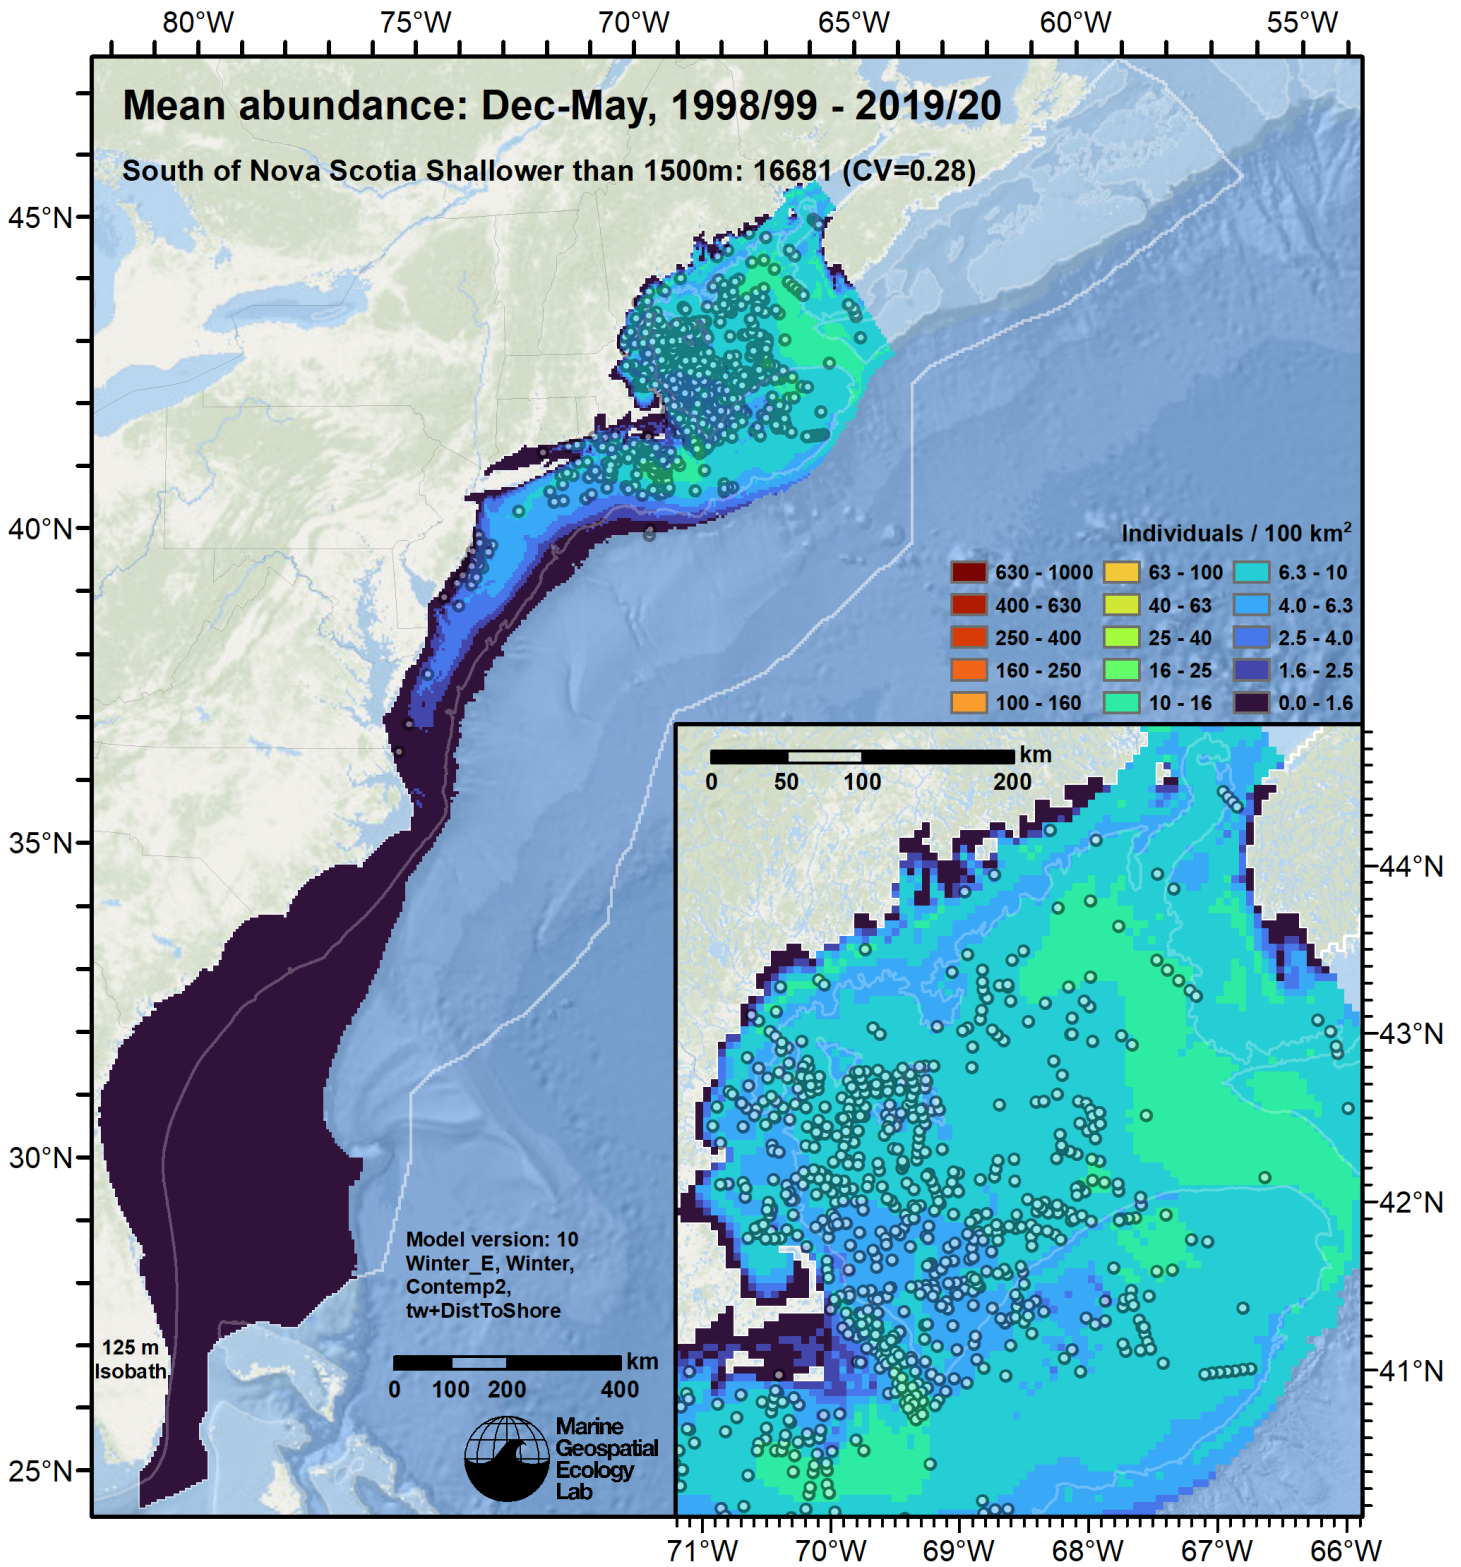 80°W 75°W 70°W 65°W 60°W 55°W
Mean abundance: Dec-May, 1998/99 - 2019/20
South of Nova Scotia Shallower than 1500m: 16681 (CV=0.28)
45°N
40°N
35°N
30°N
25°N
Individuals / 100 km²
630 - 1000 63 - 100 6.3 - 10
400 - 630 40 - 63 4.0 - 6.3
250 - 400 25 - 40 2.5 - 4.0
160 - 250 16 - 25 1.6 - 2.5
100 - 160 10 - 16 0.0 - 1.6
km
0 50 100 200
44°N
43°N
42°N
41°N
Model version: 10
Winter_E, Winter,
Contemp2,
tw+DistToShore
125 m
Isobath
km
0 100 200 400
Marine
Geospatial
Ecology
Lab
71°W 70°W 69°W 68°W 67°W 66°W